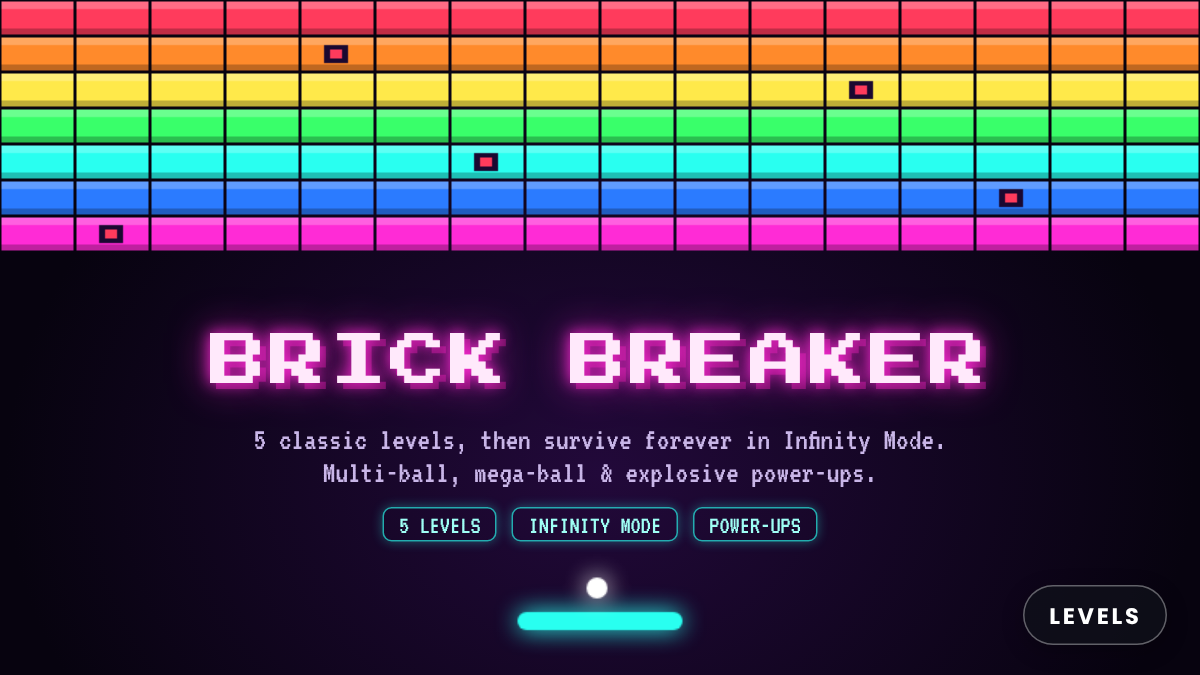 BRICK BREAKER
5 classic levels, then survive forever in Infinity Mode.
Multi-ball, mega-ball & explosive power-ups.
5 LEVELS
INFINITY MODE
POWER-UPS
LEVELS